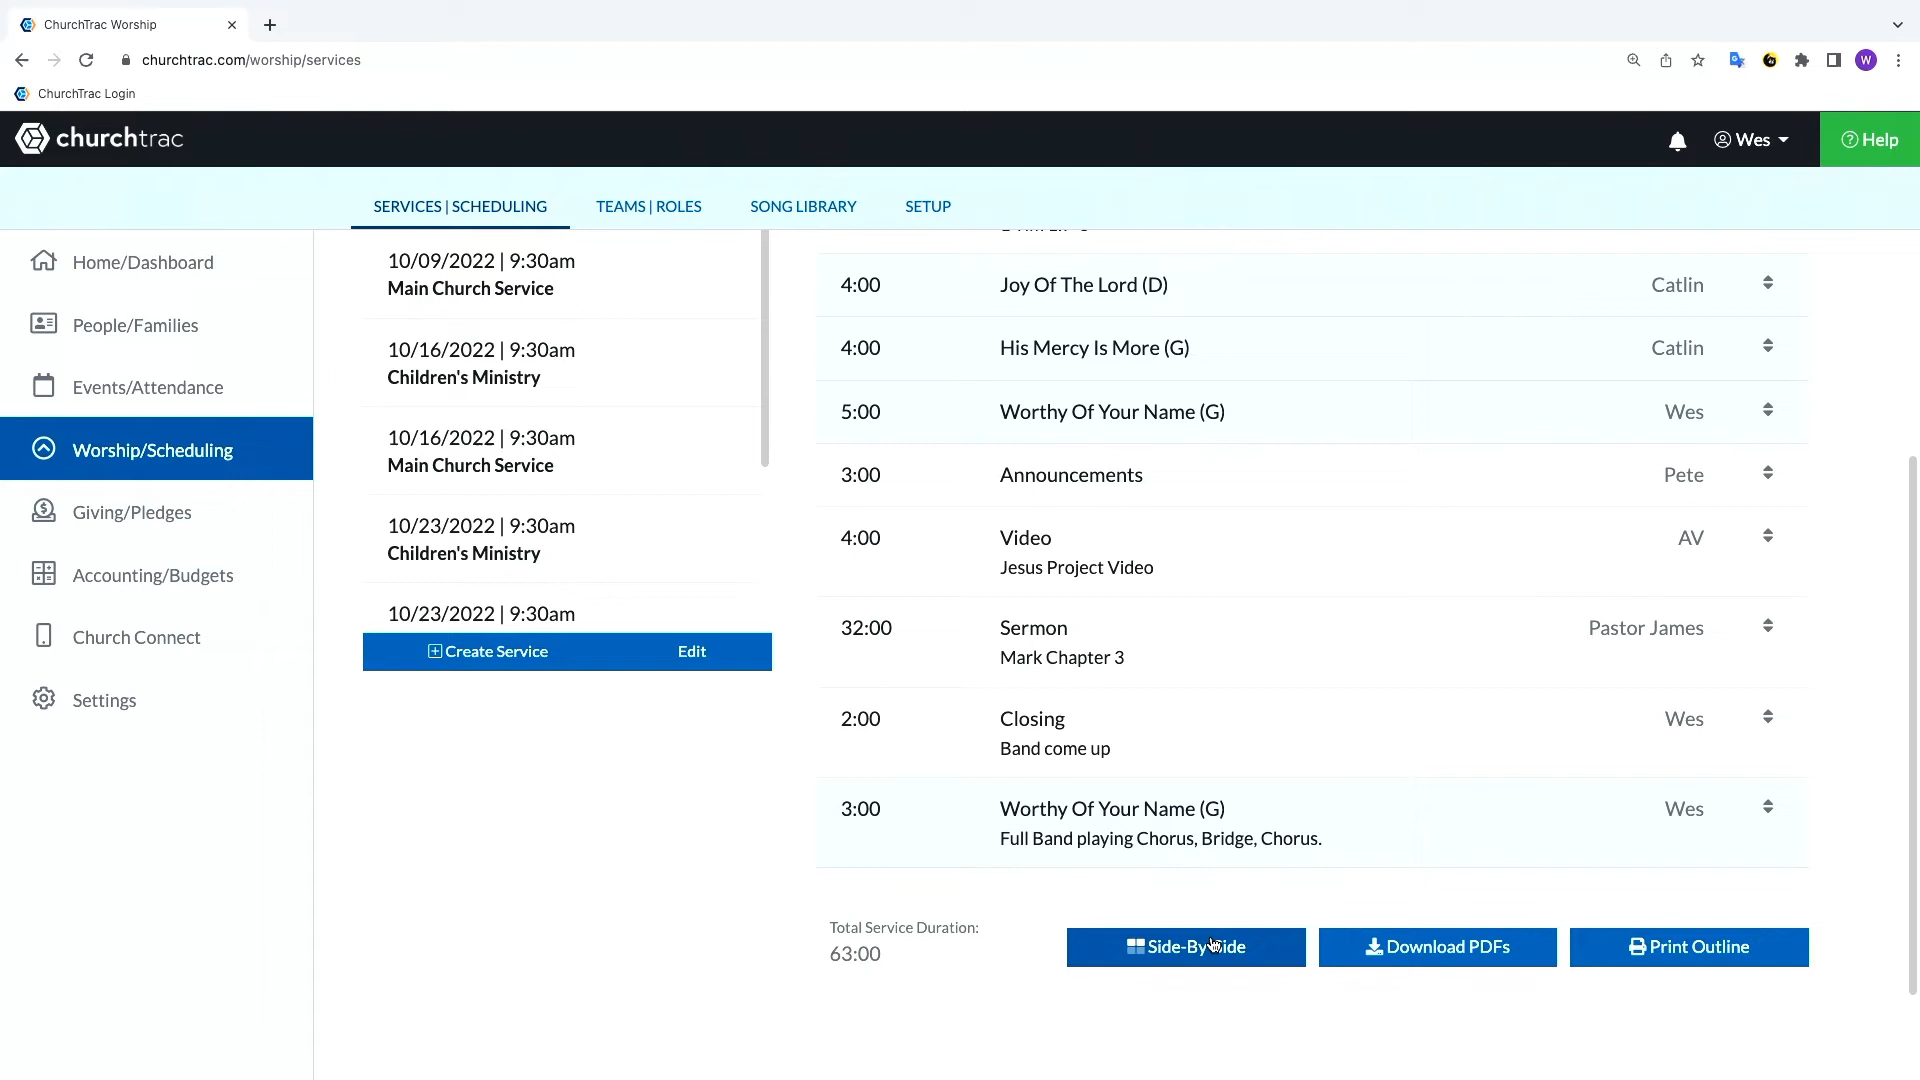 ChurchTrac Worship
churchtrac.com/worship/services
W
ChurchTrac Login
churchtrac
Wes
Help
SERVICES | SCHEDULING
TEAMS | ROLES
SONG LIBRARY
SETUP
Home/Dashboard
People/Families
Events/Attendance
Worship/Scheduling
Giving/Pledges
Accounting/Budgets
Church Connect
Settings
10/09/2022 | 9:30am
Main Church Service
10/16/2022 | 9:30am
Children's Ministry
10/16/2022 | 9:30am
Main Church Service
10/23/2022 | 9:30am
Children's Ministry
10/23/2022 | 9:30am
Create Service
Edit
4:00 Joy Of The Lord (D) Catlin
4:00 His Mercy Is More (G) Catlin
5:00 Worthy Of Your Name (G) Wes
3:00 Announcements Pete
4:00 Video AV
Jesus Project Video
32:00 Sermon Pastor James
Mark Chapter 3
2:00 Closing Wes
Band come up
3:00 Worthy Of Your Name (G) Wes
Full Band playing Chorus, Bridge, Chorus.
Total Service Duration:
63:00
Side-By-Side
Download PDFs
Print Outline